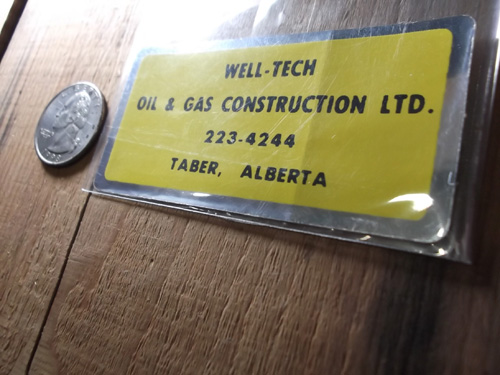 WELL-TECH
OIL & GAS CONSTRUCTION LTD.
223-4244
TABER, ALBERTA